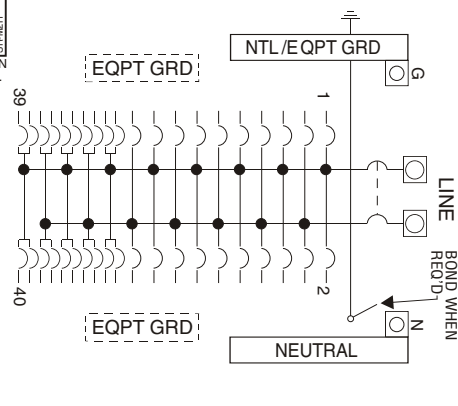 NTL/EQPT GRD
G
EQPT GRD
39
1
LINE
BOND WHEN
REQ'D
40
2
N
EQPT GRD
NEUTRAL